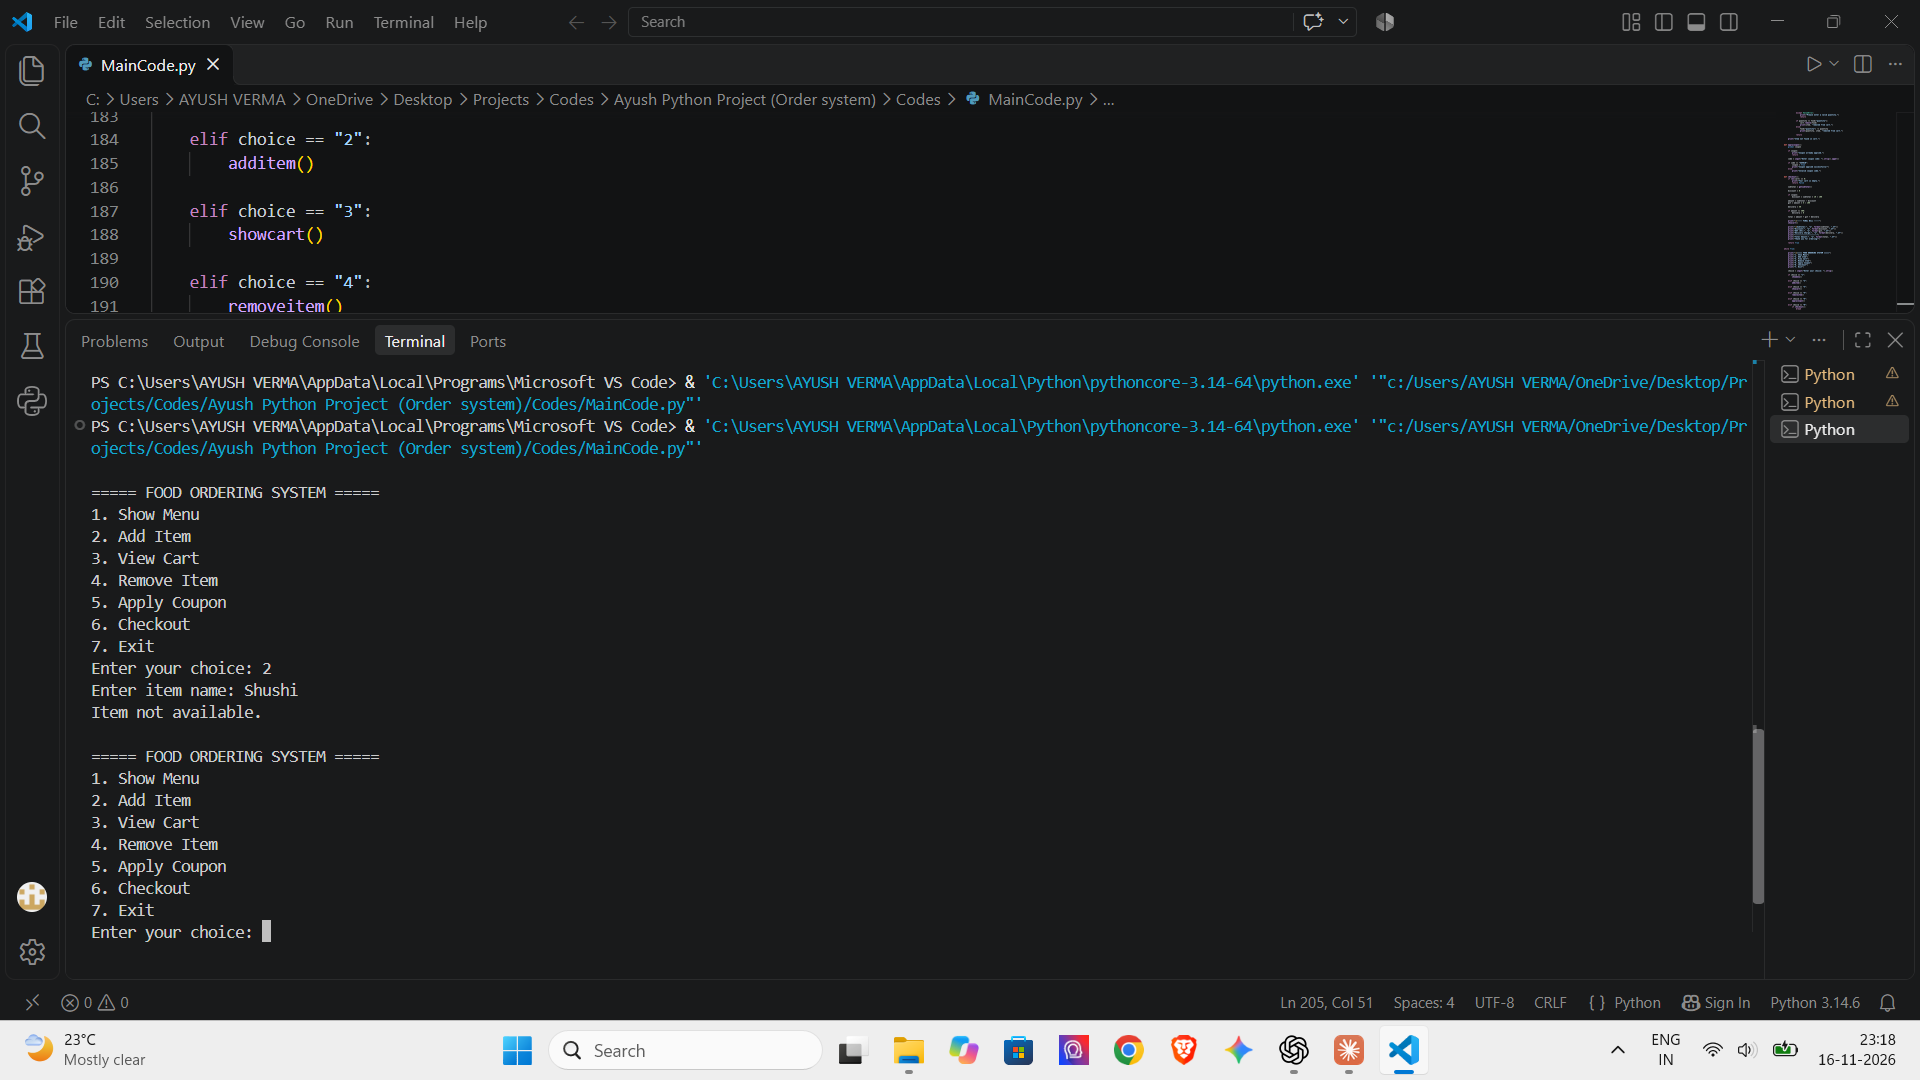 File Edit Selection View Go Run Terminal Help
Search
MainCode.py
C: > Users > AYUSH VERMA > OneDrive > Desktop > Projects > Codes > Ayush Python Project (Order system) > Codes > MainCode.py > ...
183
184 elif choice == "2":
185 additem()
186
187 elif choice == "3":
188 showcart()
189
190 elif choice == "4":
191 removeitem()
Problems Output Debug Console Terminal Ports
PS C:\Users\AYUSH VERMA\AppData\Local\Programs\Microsoft VS Code> & 'C:\Users\AYUSH VERMA\AppData\Local\Python\pythoncore-3.14-64\python.exe' '"c:/Users/AYUSH VERMA/OneDrive/Desktop/Pr
ojects/Codes/Ayush Python Project (Order system)/Codes/MainCode.py"'
PS C:\Users\AYUSH VERMA\AppData\Local\Programs\Microsoft VS Code> & 'C:\Users\AYUSH VERMA\AppData\Local\Python\pythoncore-3.14-64\python.exe' '"c:/Users/AYUSH VERMA/OneDrive/Desktop/Pr
ojects/Codes/Ayush Python Project (Order system)/Codes/MainCode.py"'
===== FOOD ORDERING SYSTEM =====
1. Show Menu
2. Add Item
3. View Cart
4. Remove Item
5. Apply Coupon
6. Checkout
7. Exit
Enter your choice: 2
Enter item name: Shushi
Item not available.
===== FOOD ORDERING SYSTEM =====
1. Show Menu
2. Add Item
3. View Cart
4. Remove Item
5. Apply Coupon
6. Checkout
7. Exit
Enter your choice:
Python
Python
Python
0 0
Ln 205, Col 51 Spaces: 4 UTF-8 CRLF { } Python Sign In Python 3.14.6
23°C
Mostly clear
Search
ENG
IN
23:18
16-11-2026